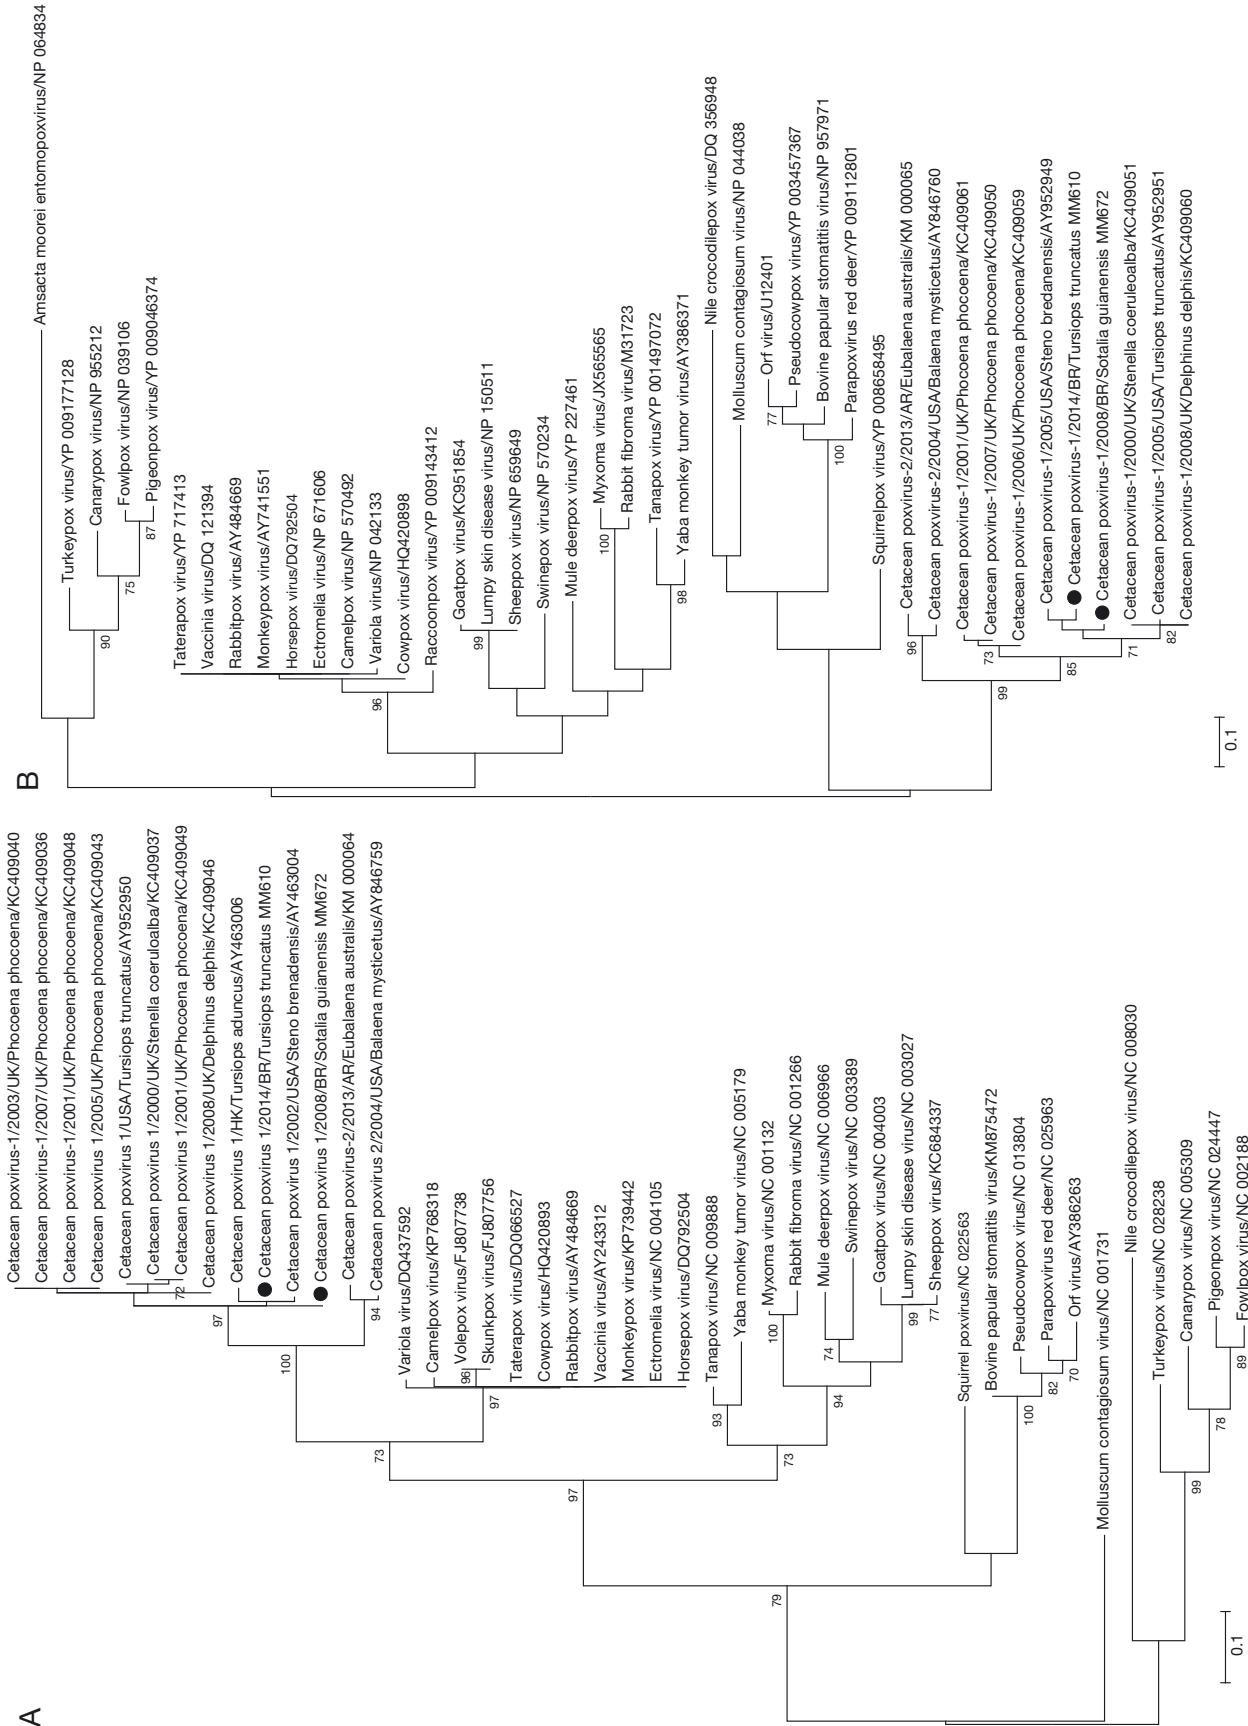 A
Cetacean poxvirus-1/2003/UK/Phocoena phocoena/KC409040
Cetacean poxvirus-1/2007/UK/Phocoena phocoena/KC409036
Cetacean poxvirus-1/2001/UK/Phocoena phocoena/KC409048
Cetacean poxvirus 1/2005/UK/Phocoena phocoena/KC409043
Cetacean poxvirus 1/USA/Tursiops truncatus/AY952950
Cetacean poxvirus 1/2000/UK/Stenella coeruloalba/KC409037
Cetacean poxvirus 1/2001/UK/Phocoena phocoena/KC409049
72
Cetacean poxvirus 1/2008/UK/Delphinus delphis/KC409046
Cetacean poxvirus 1/HK/Tursiops aduncus/AY463006
97
Cetacean poxvirus 1/2014/BR/Tursiops truncatus MM610
Cetacean poxvirus 1/2002/USA/Steno brenadensis/AY463004
100
Cetacean poxvirus 1/2008/BR/Sotalia guianensis MM672
Cetacean poxvirus-2/2013/AR/Eubalaena australis/KM 000064
Cetacean poxvirus 2/2004/USA/Balaena mysticetus/AY846759
94
Variola virus/DQ437592
73
Camelpox virus/KP768318
Volepox virus/FJ807738
96
Skunkpox virus/FJ807756
97
Taterapox virus/DQ066527
Cowpox virus/HQ420893
97
Rabbitpox virus/AY484669
Vaccinia virus/AY243312
Monkeypox virus/KP739442
Ectromelia virus/NC 004105
Horsepox virus/DQ792504
Tanapox virus/NC 009888
93
Yaba monkey tumor virus/NC 005179
73
Myxoma virus/NC 001132
100
Rabbit fibroma virus/NC 001266
Mule deerpox virus/NC 006966
74
94
Swinepox virus/NC 003389
Goatpox virus/NC 004003
Lumpy skin disease virus/NC 003027
99
Sheeppox virus/KC684337
77
79
Squirrel poxvirus/NC 022563
Bovine papular stomatitis virus/KM875472
Pseudocowpox virus/NC 013804
100
Parapoxvirus red deer/NC 025963
82
Orf virus/AY386263
70
Molluscum contagiosum virus/NC 001731
Nile crocodilepox virus/NC 008030
Turkeypox virus/NC 028238
Canarypox virus/NC 005309
99
Pigeonpox virus/NC 024447
78
Fowlpox virus/NC 002188
89
0.1
B
Amsacta moorei entomopoxvirus/NP 064834
Turkeypox virus/YP 009177128
Canarypox virus/NP 955212
90
Fowlpox virus/NP 039106
75
Pigeonpox virus/YP 009046374
87
Taterapox virus/YP 717413
Vaccinia virus/DQ 121394
Rabbitpox virus/AY484669
Monkeypox virus/AY741551
Horsepox virus/DQ792504
Ectromelia virus/NP 671606
Camelpox virus/NP 570492
Variola virus/NP 042133
96
Cowpox virus/HQ420898
Raccoonpox virus/YP 009143412
Goatpox virus/KC951854
99
Lumpy skin disease virus/NP 150511
Sheeppox virus/NP 659649
Swinepox virus/NP 570234
Mule deerpox virus/YP 227461
Myxoma virus/JX565565
100
Rabbit fibroma virus/M31723
Tanapox virus/YP 001497072
98
Yaba monkey tumor virus/AY386371
Nile crocodilepox virus/DQ 356948
Molluscum contagiosum virus/NP 044038
Orf virus/U12401
77
Pseudocowpox virus/YP 003457367
Bovine papular stomatitis virus/NP 957971
100
Parapoxvirus red deer/YP 009112801
Squirrelpox virus/YP 008658495
Cetacean poxvirus-2/2013/AR/Eubalaena australis/KM 000065
96
Cetacean poxvirus-2/2004/USA/Balaena mysticetus/AY846760
Cetacean poxvirus-1/2001/UK/Phocoena phocoena/KC409061
Cetacean poxvirus-1/2007/UK/Phocoena phocoena/KC409050
73
99
Cetacean poxvirus-1/2006/UK/Phocoena phocoena/KC409059
Cetacean poxvirus-1/2005/USA/Steno bredanensis/AY952949
85
Cetacean poxvirus-1/2014/BR/Tursiops truncatus MM610
Cetacean poxvirus-1/2008/BR/Sotalia guianensis MM672
Cetacean poxvirus-1/2000/UK/Stenella coeruleoalba/KC409051
71
Cetacean poxvirus-1/2005/USA/Tursiops truncatus/AY952951
82
Cetacean poxvirus-1/2008/UK/Delphinus delphis/KC409060
0.1